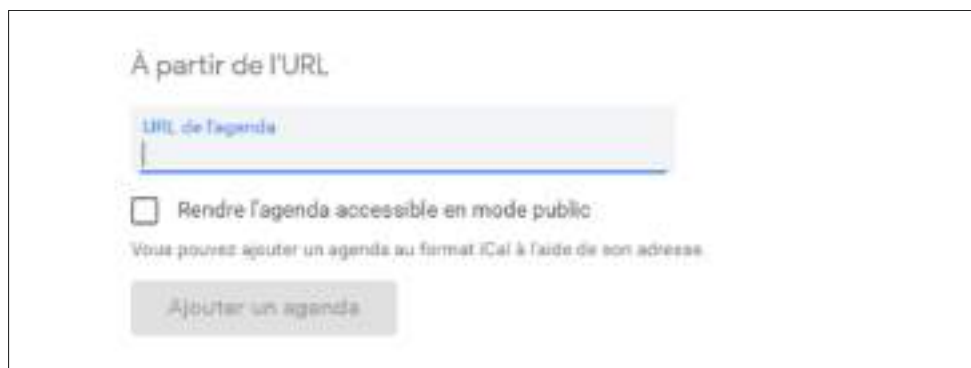 À partir de l'URL
URL de l'agenda
Rendre l'agenda accessible en mode public
Vous pouvez ajouter un agenda au format iCal à l'aide de son adresse.
Ajouter un agenda